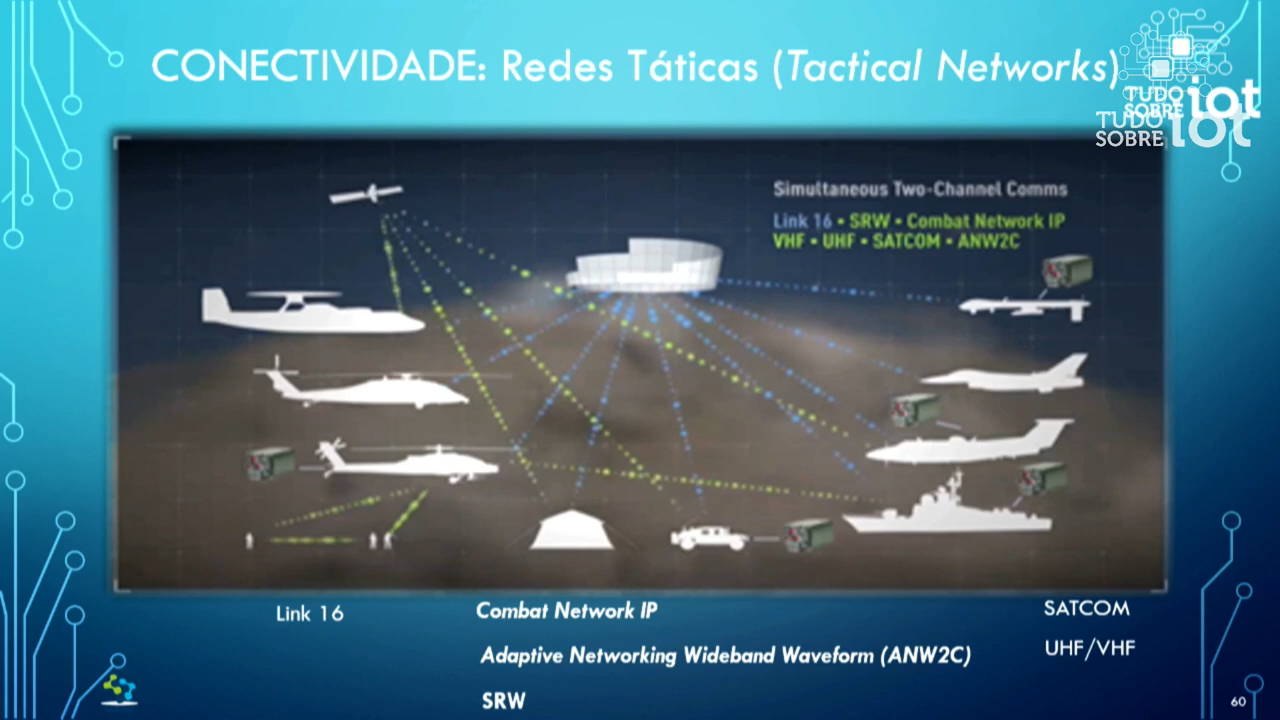 CONECTIVIDADE: Redes Táticas (Tactical Networks)
TUDO
SOBRE iot
TUDO
SOBRE iot
Simultaneous Two-Channel Comms
Link 16 • SRW • Combat Network IP
VHF • UHF • SATCOM • ANW2C
Link 16
Combat Network IP
SATCOM
Adaptive Networking Wideband Waveform (ANW2C)
UHF/VHF
SRW
60